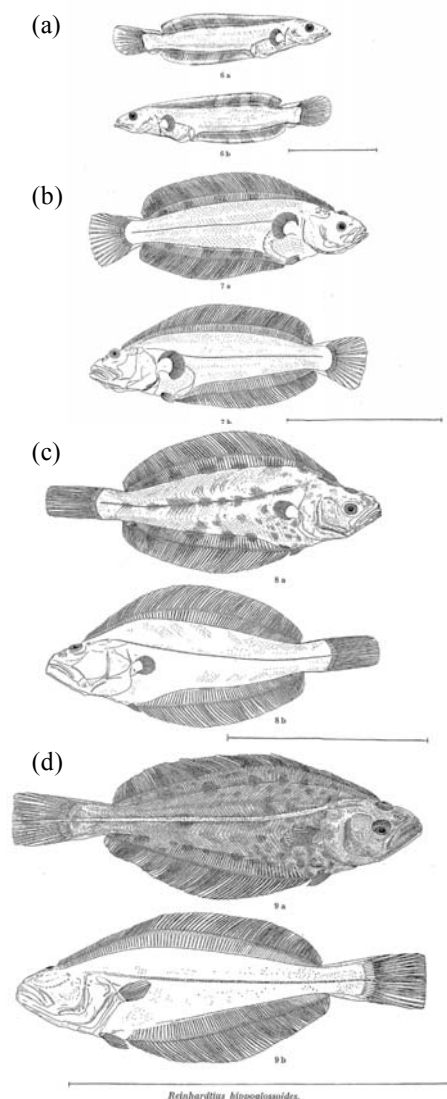 (a)
6 a
6 b
(b)
7 a
7 b
(c)
8 a
8 b
(d)
9 a
9 b
Reinhardtius hippoglossoides.